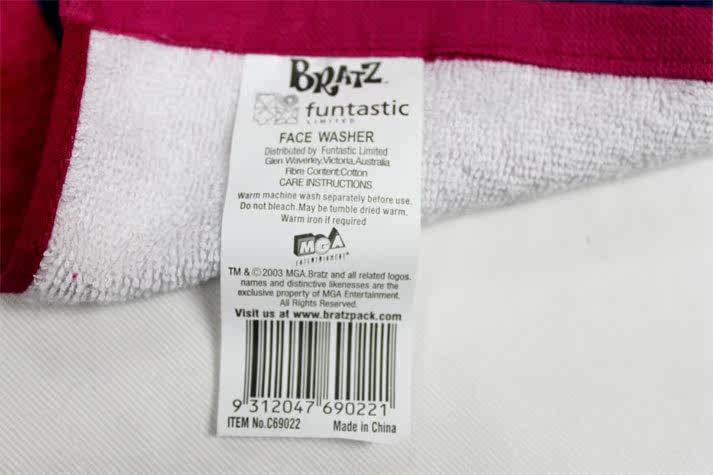 BRATZ
funtastic
LIMITED
FACE WASHER
Distributed by Funtastic Limited
Glen Waverley,Victoria,Australia
Fibre Content:Cotton
CARE INSTRUCTIONS
Warm machine wash separately before use.
Do not bleach.May be tumble dried warm.
Warm iron if required
MGA
ENTERTAINMENT
TM & © 2003 MGA.Bratz and all related logos.
names and distinctive likenesses are the
exclusive property of MGA Entertainment.
All Rights Reserved.
Visit us at www.bratzpack.com
9 312047 690221
ITEM No.C69022 Made in China